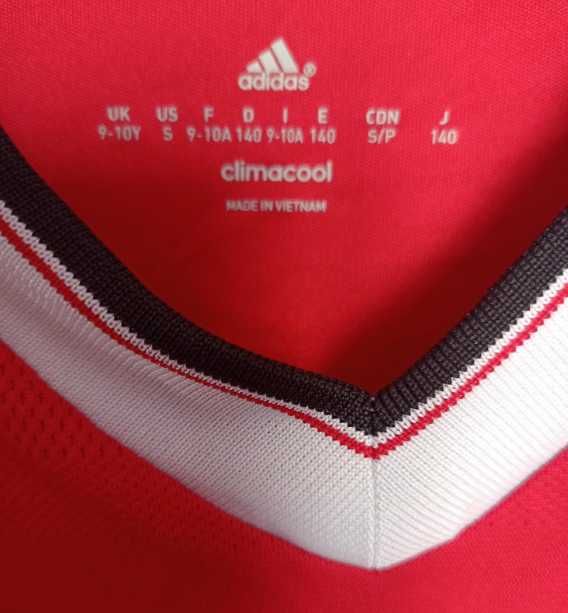 adidas®
UK US F D I E CDN J
9-10Y S 9-10A 140 9-10A 140 S/P 140
climacool
MADE IN VIETNAM